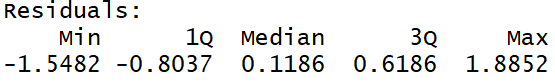 Residuals:
    Min      1Q  Median      3Q     Max
-1.5482 -0.8037  0.1186  0.6186  1.8852